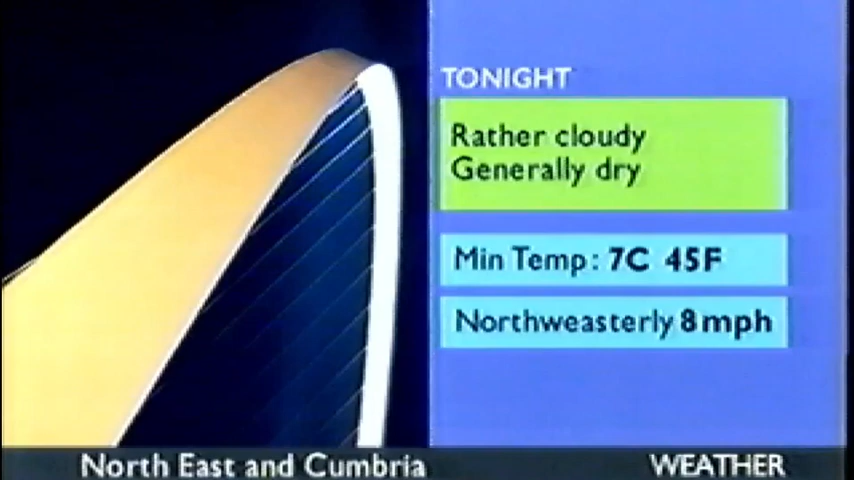 TONIGHT
Rather cloudy
Generally dry
Min Temp: 7C 45F
Northweasterly 8mph
North East and Cumbria
WEATHER